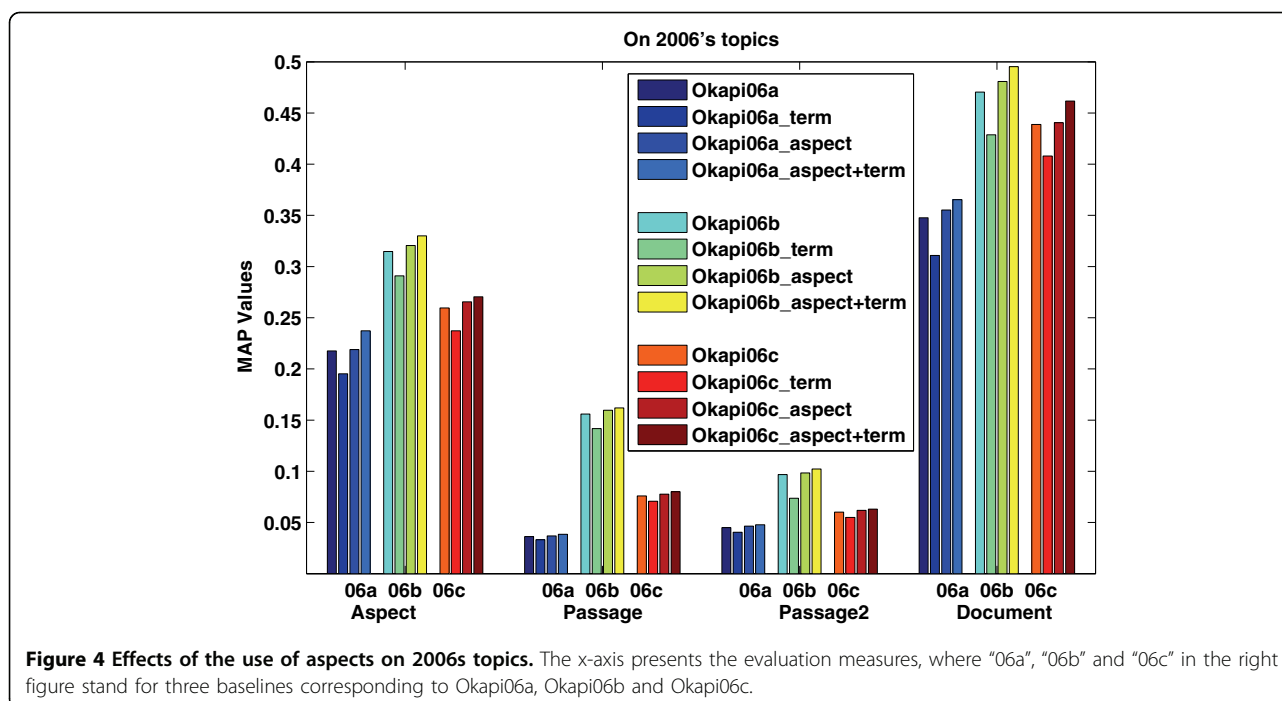 On 2006's topics
0.5
0.45
0.4
0.35
0.3
0.25
0.2
0.15
0.1
0.05
MAP Values
Okapi06a
Okapi06a_term
Okapi06a_aspect
Okapi06a_aspect+term
Okapi06b
Okapi06b_term
Okapi06b_aspect
Okapi06b_aspect+term
Okapi06c
Okapi06c_term
Okapi06c_aspect
Okapi06c_aspect+term
06a 06b 06c 06a 06b 06c 06a 06b 06c 06a 06b 06c
Aspect Passage Passage2 Document
Figure 4 Effects of the use of aspects on 2006s topics. The x-axis presents the evaluation measures, where “06a”, “06b” and “06c” in the right
figure stand for three baselines corresponding to Okapi06a, Okapi06b and Okapi06c.